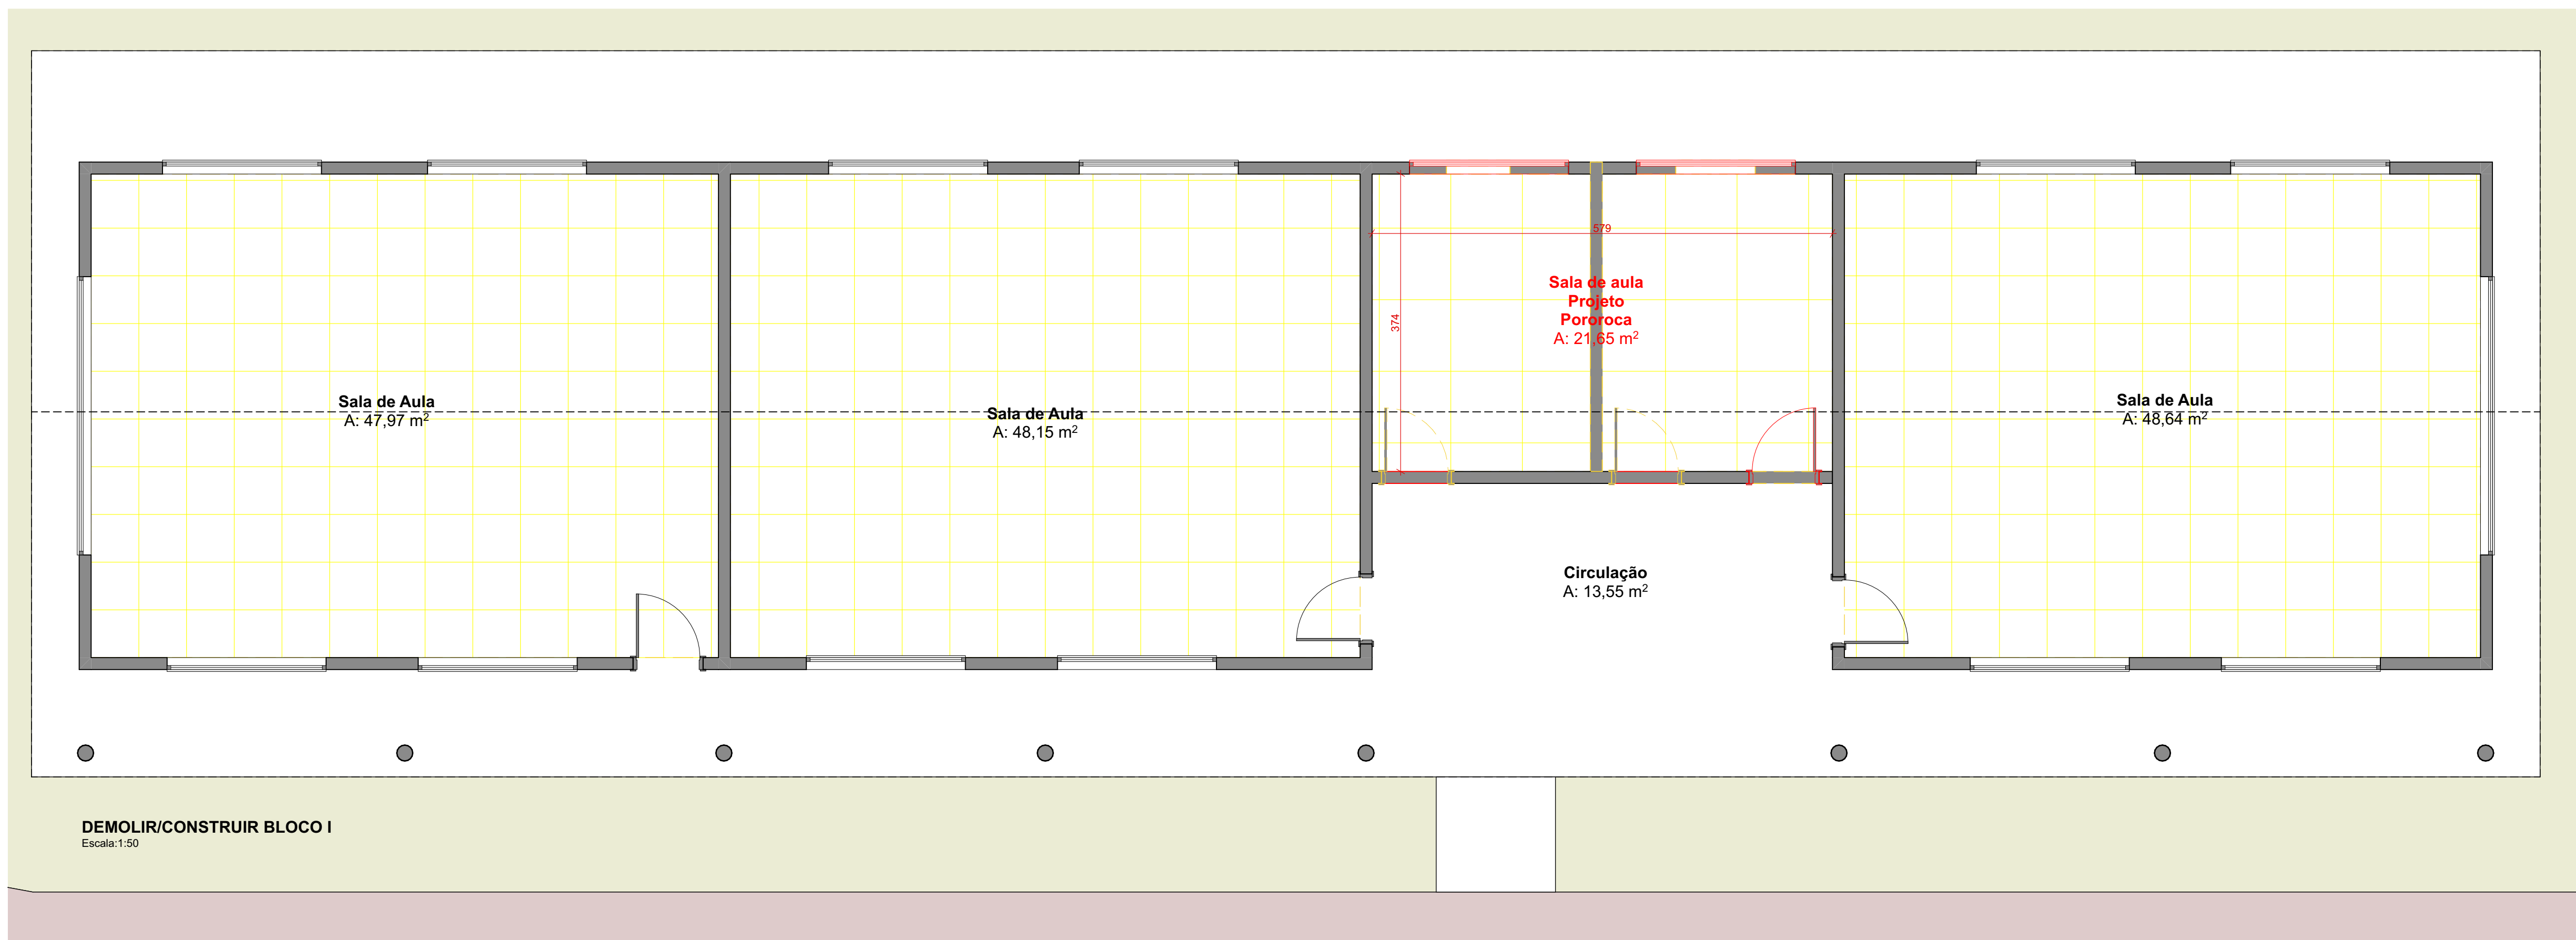 579
Sala de aula
Projeto
Pororoca
A: 21,65 m²
374
Sala de Aula
A: 47,97 m²
Sala de Aula
A: 48,15 m²
Sala de Aula
A: 48,64 m²
Circulação
A: 13,55 m²
DEMOLIR/CONSTRUIR BLOCO I
Escala:1:50